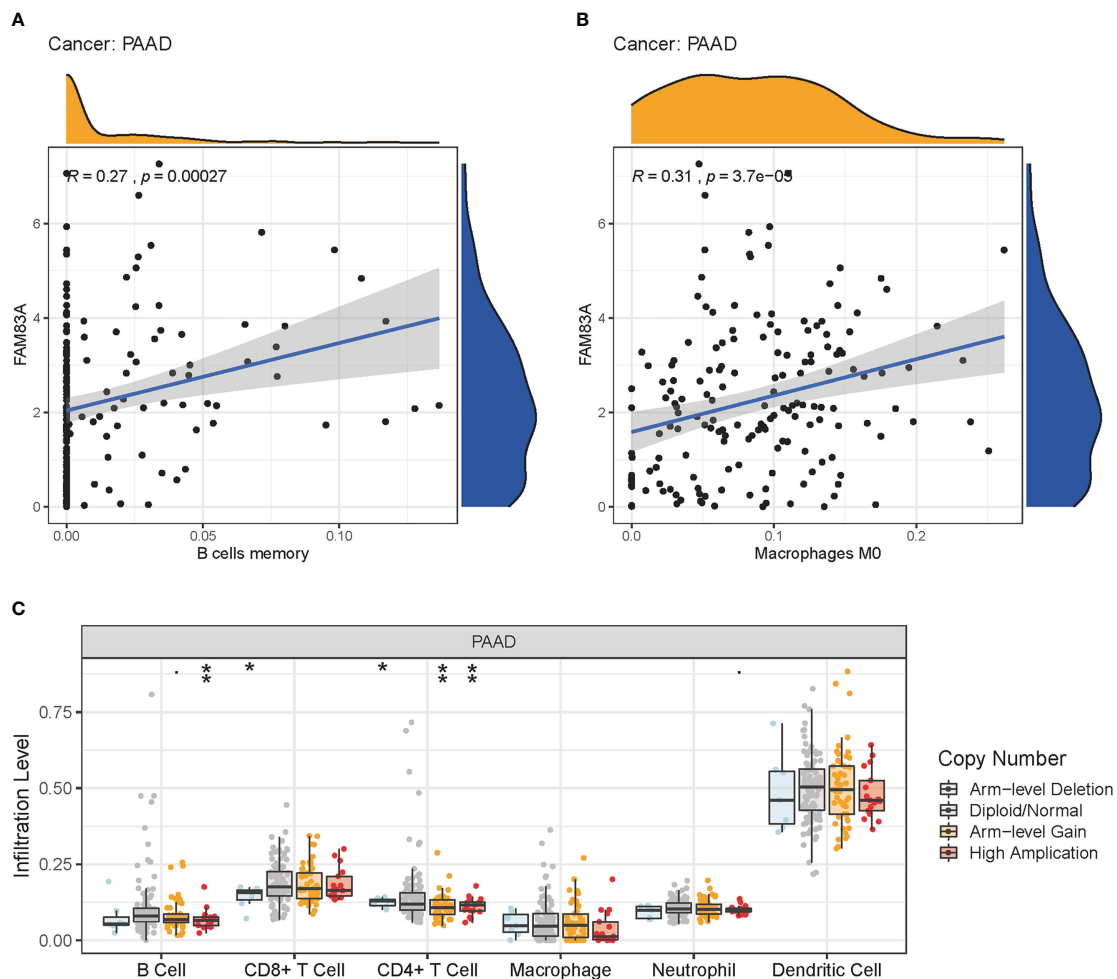 A
B
Cancer: PAAD
Cancer: PAAD
R = 0.27 , p = 0.00027
R = 0.31 , p = 3.7e−05
6
4
2
0
FAM83A
0.00
0.05
0.10
B cells memory
6
4
2
0
FAM83A
0.0
0.1
0.2
Macrophages M0
C
PAAD
. ** * * ** ** .
0.75
0.50
0.25
0.00
Infiltration Level
B Cell
CD8+ T Cell
CD4+ T Cell
Macrophage
Neutrophil
Dendritic Cell
Copy Number
Arm−level Deletion
Diploid/Normal
Arm−level Gain
High Amplication